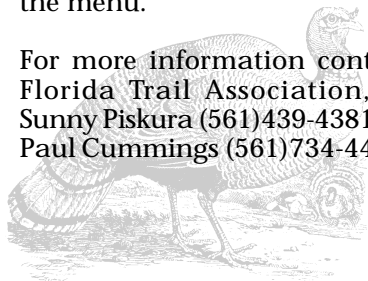 the menu.
For more information cont
Florida Trail Association,
Sunny Piskura (561)439-4381
Paul Cummings (561)734-44